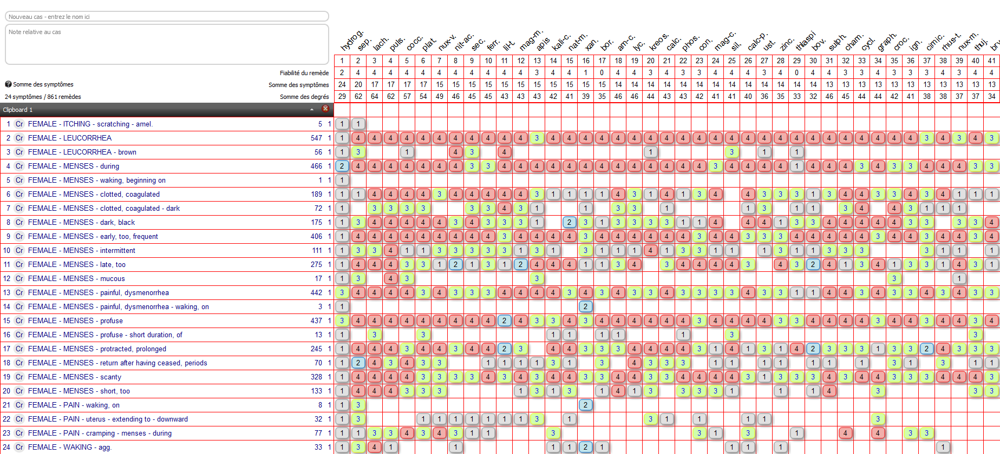 Nouveau cas - entrez le nom ici
Note relative au cas
hydrog. sep. lach. puls. cocc. plat. nux-v. nit-ac. sec. ferr. lil-t. mag-m. apis kali-c. nat-m. xan. bor. am-c. lyc. kreos. calc. phos. con. mag-c. sil. calc-p. ust. zinc. thlaspi bov. sulph. cham. cycl. graph. croc. ign. cimic. rhus-t. nux-m. thuj. bry
1 2 3 4 5 6 7 8 9 10 11 12 13 14 15 16 17 18 19 20 21 22 23 24 25 26 27 28 29 30 31 32 33 34 35 36 37 38 39 40 41
Fiabilité du remède 2 4 4 4 4 4 4 4 4 4 4 4 3 4 4 1 0 4 4 3 4 3 3 4 4 4 3 4 0 4 4 3 3 4 3 3 3 4 3 4 4
Somme des symptômes Somme des symptômes 24 20 17 17 17 17 15 15 15 15 15 15 15 15 15 15 15 14 14 14 14 14 14 14 14 14 14 14 14 14 13 13 13 13 13 13 13 13 13 13 13
24 symptômes / 861 remèdes Somme des degrés 29 62 64 62 57 54 49 46 45 45 43 43 43 42 41 39 35 46 46 44 43 43 42 41 41 40 36 35 33 32 46 45 44 44 42 41 38 38 37 37 34
Clipboard 1
1 Cr FEMALE - ITCHING - scratching - amel. 5 1 1 1
2 Cr FEMALE - LEUCORRHEA 547 1 1 4 4 4 4 4 4 4 4 4 4 4 3 4 4 4 4 4 4 4 4 4 4 4 4 4 4 4 4 4 4 4 4 4 4 4 3 4 3 4 3
3 Cr FEMALE - LEUCORRHEA - brown 56 1 1 3 1 4 3 4 1 3 1 1
4 Cr FEMALE - MENSES - during 466 1 2 4 4 4 4 4 4 4 3 3 4 4 4 4 4 4 4 4 4 4 4 4 4 3 4 4 4 4 1 4 4 4 3 4 3 3 4 4 4 3 3
5 Cr FEMALE - MENSES - waking, beginning on 1 1 1
6 Cr FEMALE - MENSES - clotted, coagulated 189 1 1 1 4 4 4 4 3 4 4 4 4 4 3 1 1 1 1 4 3 1 4 1 3 4 4 3 3 3 1 3 4 4 3 3 4 3 4 1 1 1
7 Cr FEMALE - MENSES - clotted, coagulated - dark 72 1 1 3 3 3 3 3 3 4 3 1 1 3 3 1 1 3 1 1 3 4 4 3 1 1 1
8 Cr FEMALE - MENSES - dark, black 175 1 1 3 4 4 4 4 4 3 4 3 3 3 1 2 3 1 3 3 3 3 1 1 4 4 4 1 3 3 4 4 4 4 4 3 3 3 3 4
9 Cr FEMALE - MENSES - early, too, frequent 406 1 1 4 4 4 4 4 4 4 4 4 3 4 4 4 4 3 4 4 4 4 4 4 3 4 4 3 3 3 4 4 4 4 4 3 4 4 3 4 4 3 4
10 Cr FEMALE - MENSES - intermittent 111 1 1 3 3 4 1 1 3 3 3 3 3 1 3 1 3 1 1 1 4 1 3 3 1 1 1 3 1 1 3 3 3 3 1 1 1
11 Cr FEMALE - MENSES - late, too 275 1 1 4 4 4 3 3 1 2 1 3 1 2 4 4 4 1 1 3 4 3 4 4 4 4 3 4 3 2 4 1 3 4 1 3 3 1 4 3 1
12 Cr FEMALE - MENSES - mucous 17 1 1 3 4 3 3 3 1
13 Cr FEMALE - MENSES - painful, dysmenorrhea 442 1 3 4 4 4 4 3 4 3 3 3 4 4 4 4 3 4 3 4 3 3 4 3 3 3 3 4 3 3 1 1 4 4 3 4 3 3 4 3 4 3 3
14 Cr FEMALE - MENSES - painful, dysmenorrhea - waking, on 3 1 1 2
15 Cr FEMALE - MENSES - profuse 437 1 3 4 4 4 4 4 4 4 4 4 2 4 3 3 4 3 4 4 4 4 4 4 3 4 4 4 4 3 3 4 4 4 4 3 4 4 3 4 4 3 4
16 Cr FEMALE - MENSES - profuse - short duration, of 13 1 1 3 3 1 1 1 1 1 3 3
17 Cr FEMALE - MENSES - protracted, prolonged 245 1 1 4 4 4 3 4 4 3 4 4 2 3 4 4 3 3 3 4 4 4 4 3 1 4 1 3 1 4 2 3 3 3 1 3 3 2 4 3 3 3
18 Cr FEMALE - MENSES - return after having ceased, periods 70 1 1 2 4 3 4 3 3 1 1 1 1 3 1 3 4 3 3 3 1 1 1 1 1 1 1 3 1 3 1 1
19 Cr FEMALE - MENSES - scanty 328 1 1 4 4 4 4 3 3 3 3 4 3 4 3 4 4 3 3 4 4 3 3 4 4 4 4 3 1 3 3 3 4 3 4 4 3 3 3 4 4 4 3
20 Cr FEMALE - MENSES - short, too 133 1 1 4 4 4 3 3 3 1 3 1 3 1 4 1 3 3 3 3 1 1 1 4 3 3 3
21 Cr FEMALE - PAIN - waking, on 8 1 1 3 2
22 Cr FEMALE - PAIN - uterus - extending to - downward 32 1 1 3 1 1 1 1 1 1 1 3 1 3 1 1 1 1 3
23 Cr FEMALE - PAIN - cramping - menses - during 77 1 1 1 3 3 4 3 4 3 1 1 3 3 1 3 1 4 4 3 3
24 Cr FEMALE - WAKING - agg. 33 1 1 3 4 1 1 1 1 2 1 1 1 1 1